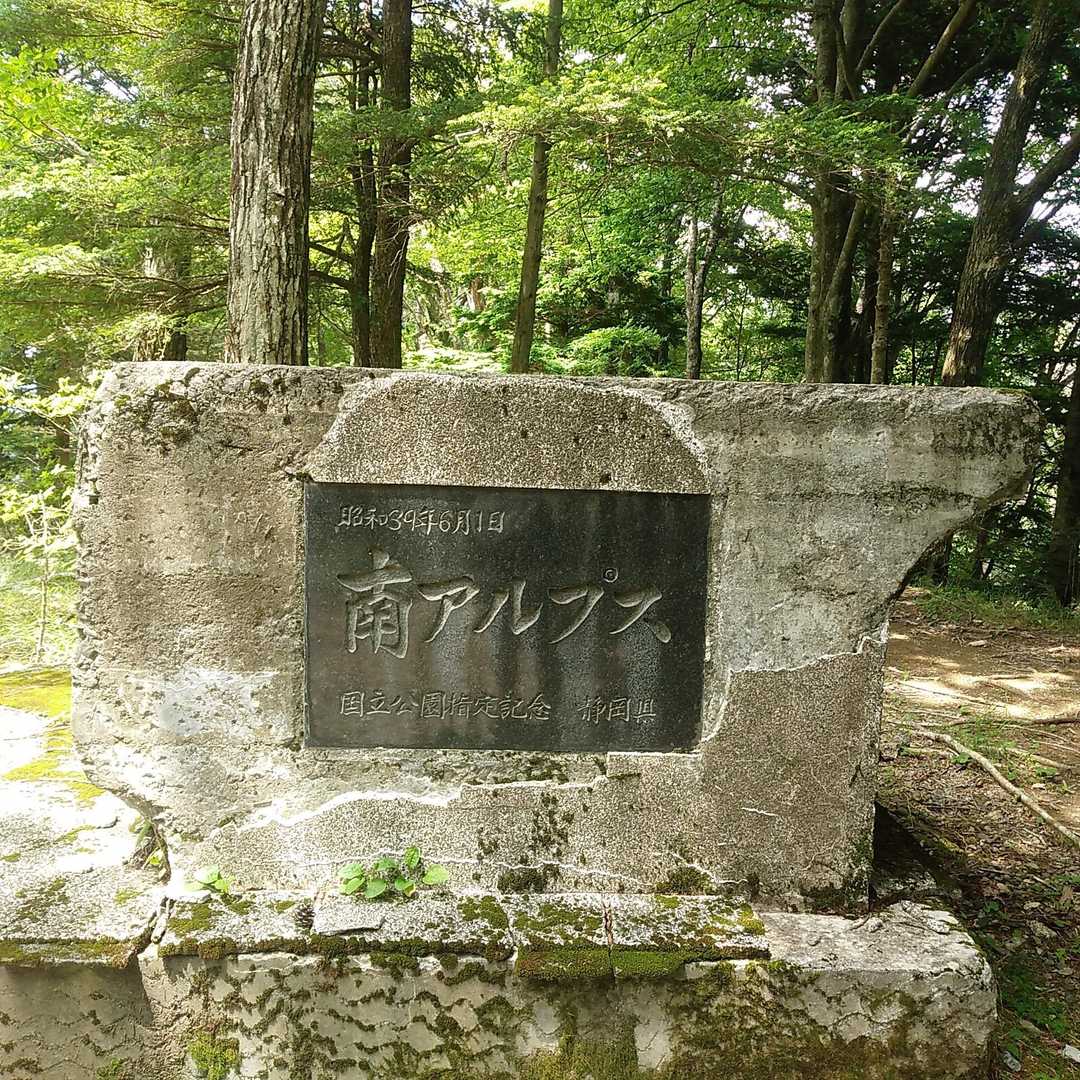 昭和39年6月1日
南アルプス
国立公園指定記念 静岡県